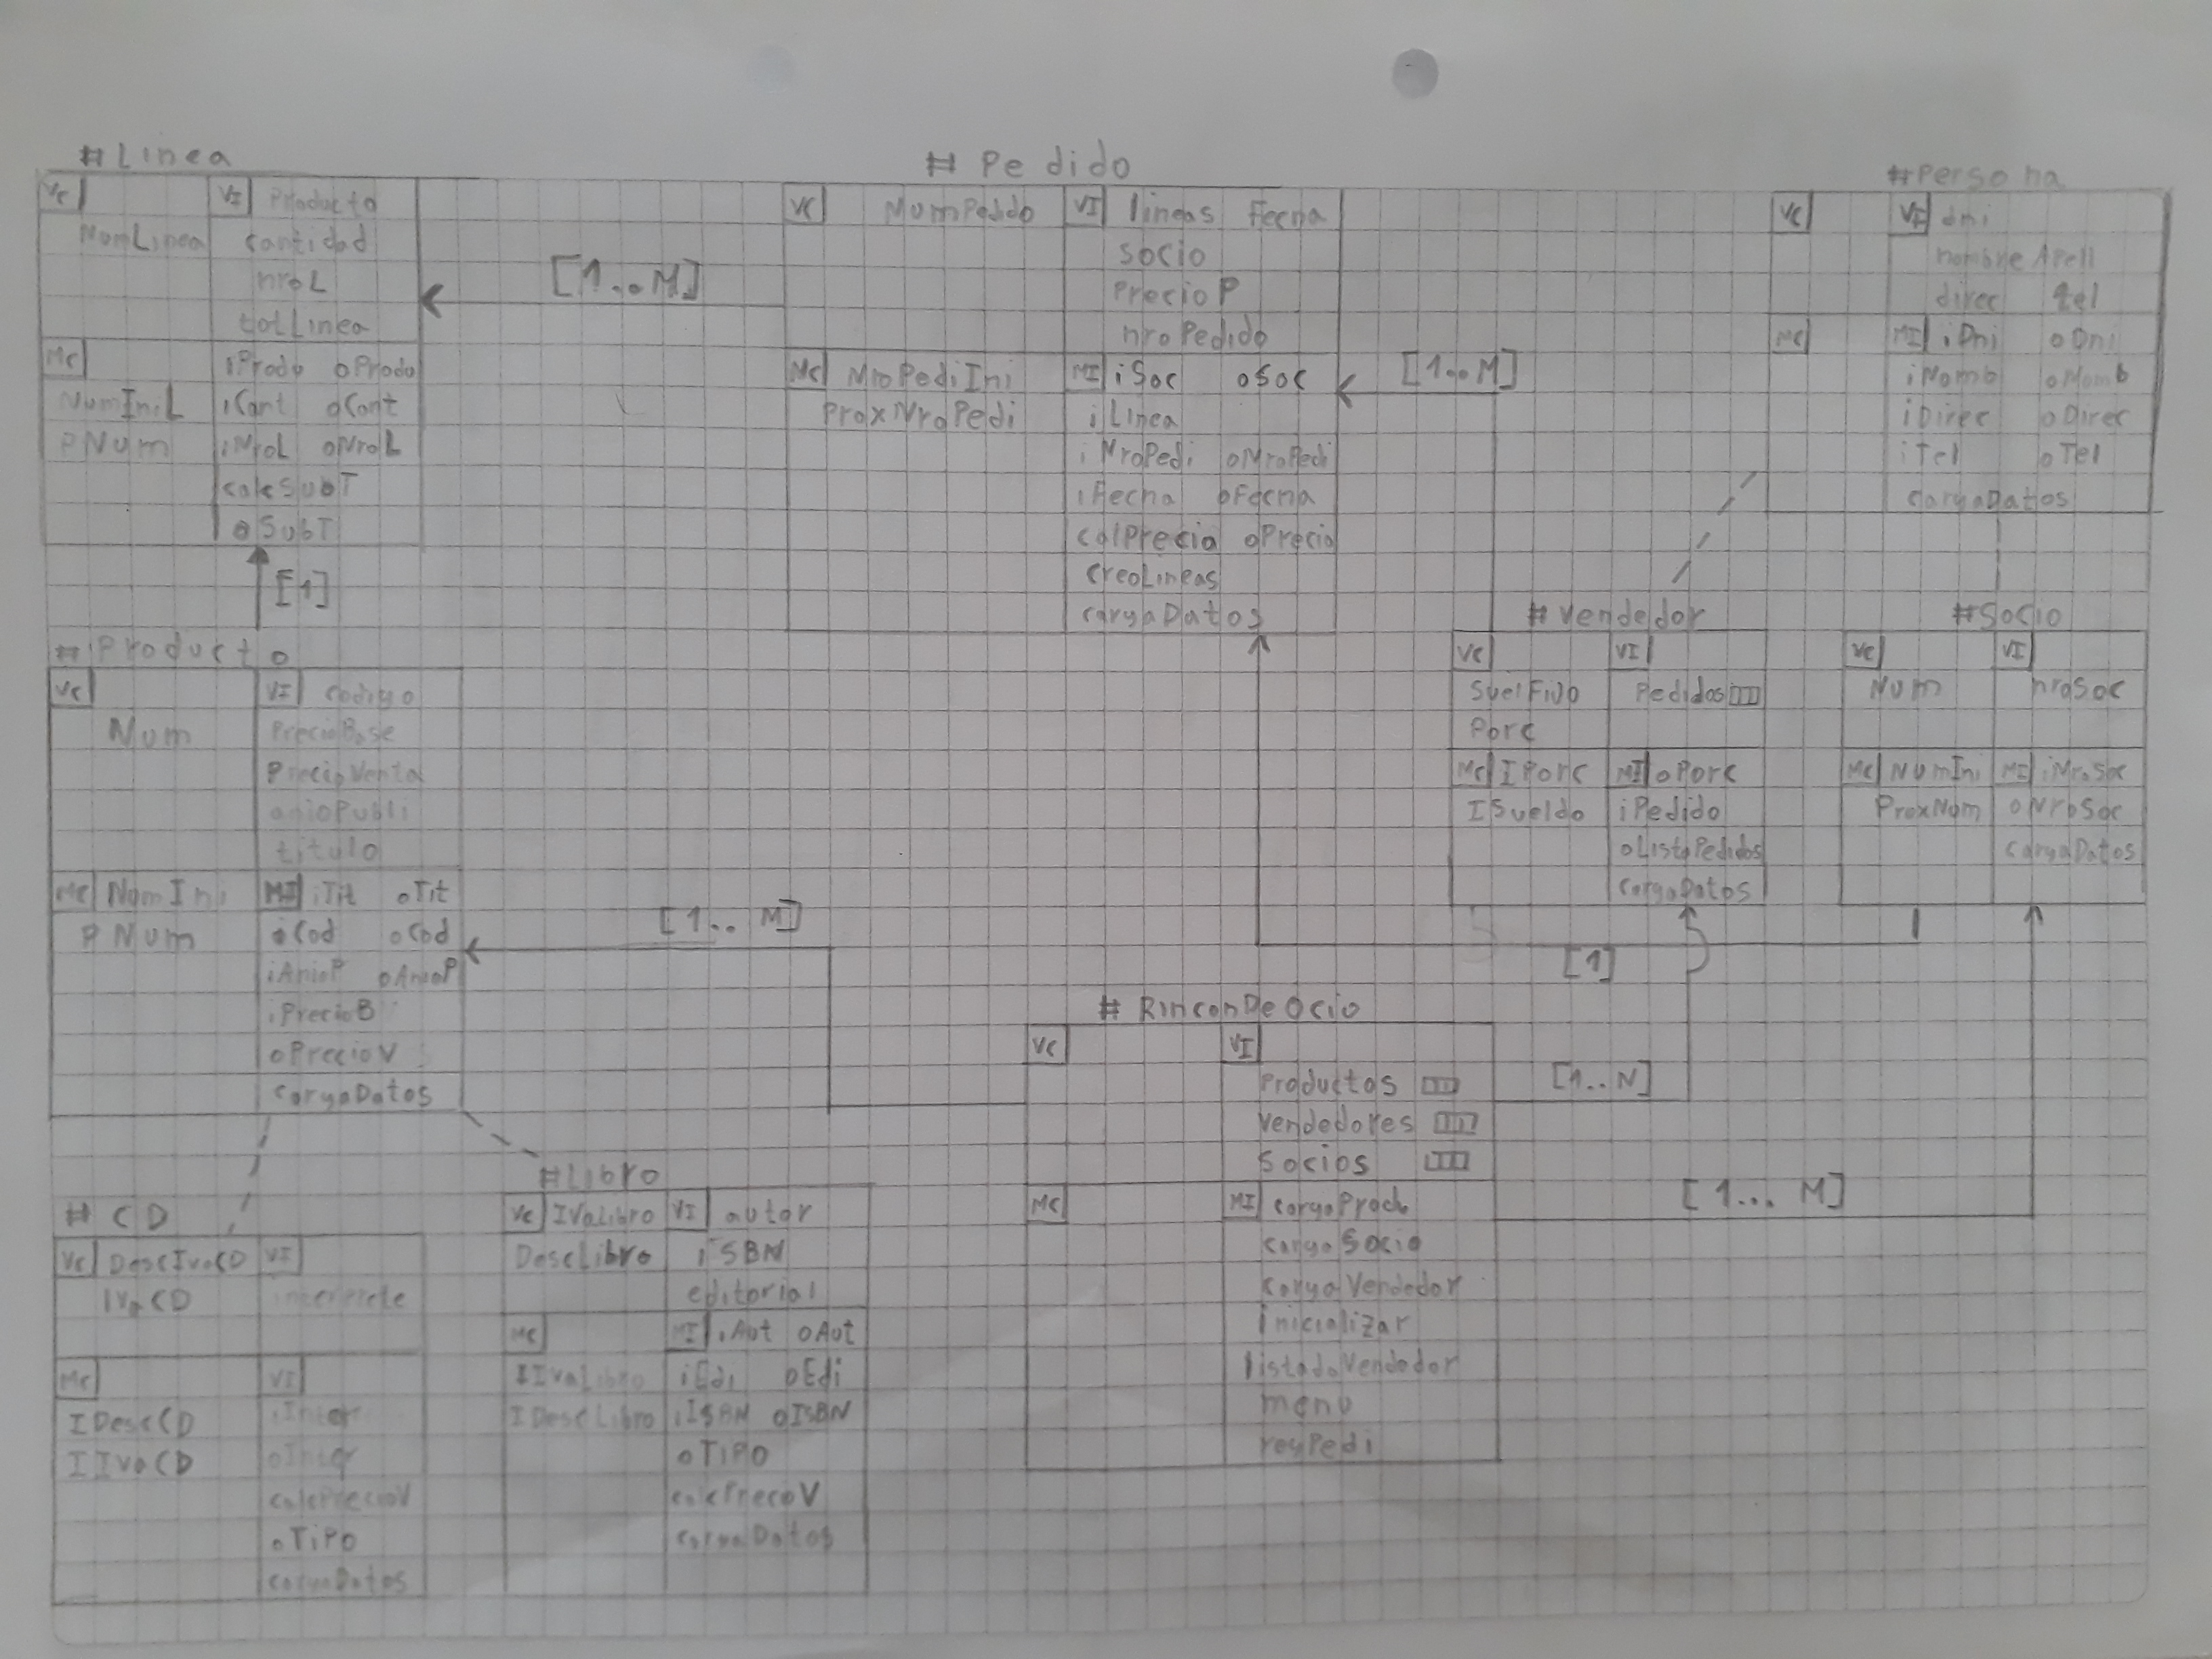 #Linea
VC
NumLinea
VI Producto
cantidad
nroL
totLinea
MC
NumIniL
PNum
iProdu oProdu
iCant oCant
iNroL oNroL
calcSubT
oSubT
[1..M]
# Pedido
VC NumPedido
VI lineas Fecha
socio
PrecioP
nroPedido
MC NroPediIni
ProxNroPedi
MI iSoc oSoc
iLinea
iNroPedi oNroPedi
iFecha oFecha
calPrecio oPrecio
creoLineas
cargaDatos
[1..M]
#Persona
VC
VI dni
nombreApell
direc tel
MC
MI iDni oDni
iNomb oNomb
iDirec oDirec
iTel oTel
cargaDatos
[1]
#Producto
VC
Num
VI codigo
PrecioBase
PrecioVenta
anioPubli
titulo
MC NumIni
PNum
MI iTit oTit
iCod oCod
iAnioP oAnioP
iPrecioB
oPrecioV
cargaDatos
[1.. M]
#Vendedor
VC
SuelFijo
Porc
VI
Pedidos
MC IPorc
ISueldo
MI oPorc
iPedido
oListaPedidos
cargaDatos
#Socio
VC
Num
VI
nroSoc
MC NumIni
ProxNum
MI iNroSoc
oNroSoc
cargaDatos
[1]
# RinconDeOcio
VC
VI
Productos
Vendedores
Socios
MC
MI cargaProdu
cargaSocio
cargaVendedor
inicializar
listadoVendedor
menu
regPedi
[1..N]
[1... M]
# CD
VC DescIvaCD
IvaCD
VI
interprete
MC
IDescCD
IIvaCD
VI
iInter
oInter
calcPrecioV
oTIPO
cargaDatos
#Libro
VC IVaLibro
DescLibro
VI autor
iSBN
editorial
MC
IIvaLibro
IDescLibro
MI iAut oAut
iEdi oEdi
iISBN oISBN
oTIPO
calcPrecoV
cargaDatos